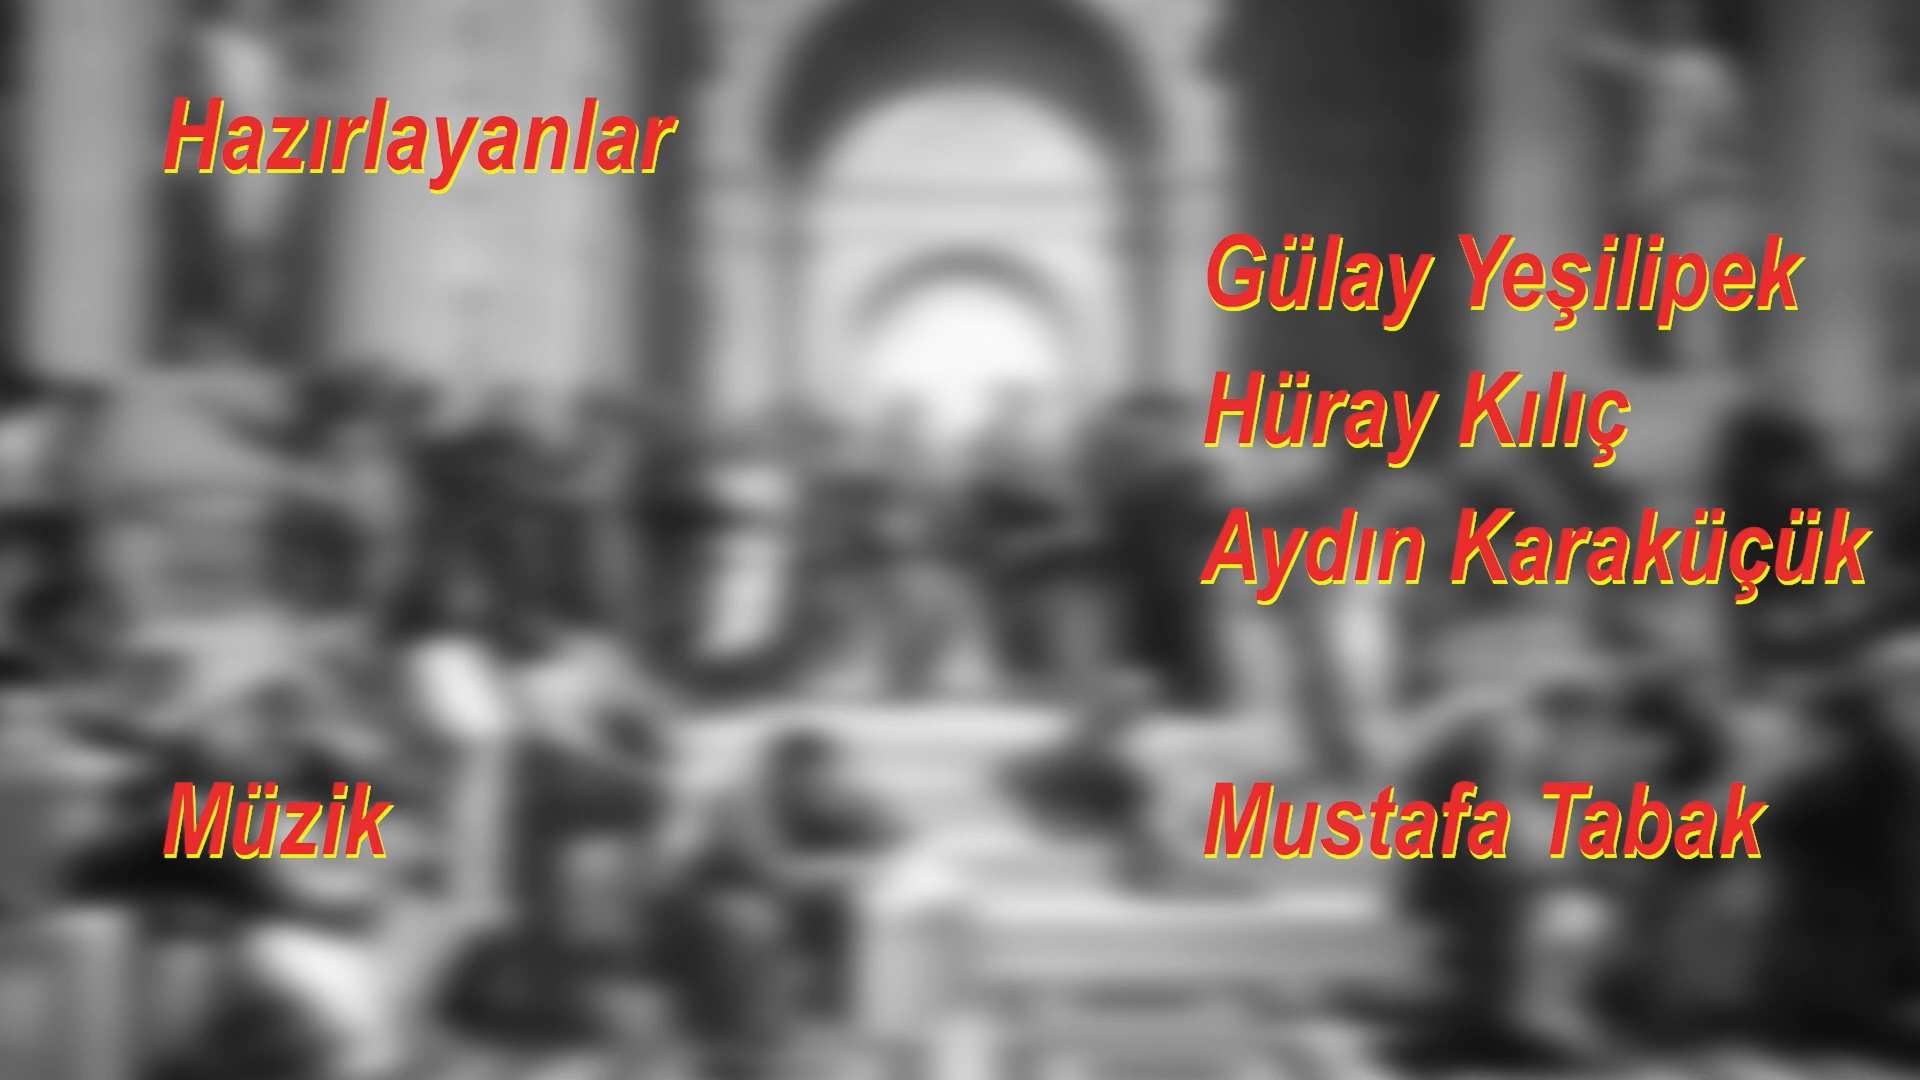 Hazırlayanlar
Gülay Yeşilipek
Hüray Kılıç
Aydın Karaküçük
Müzik
Mustafa Tabak